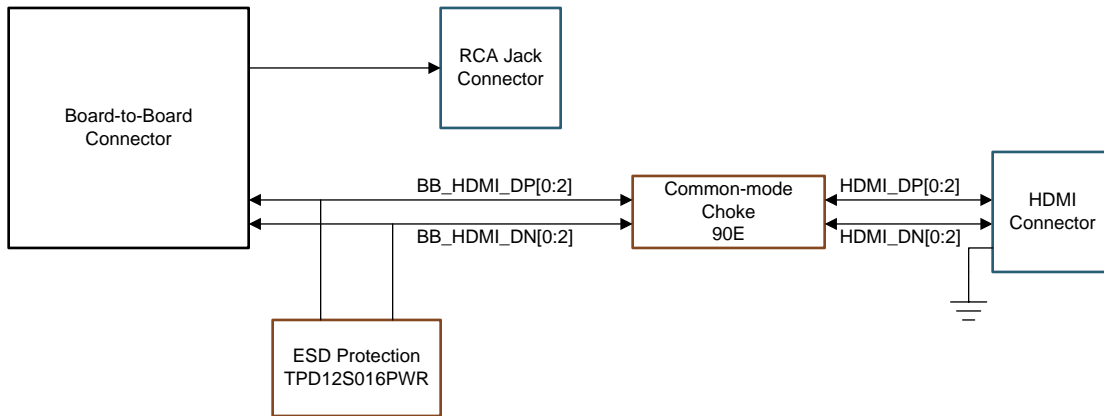 RCA Jack
Connector
Board-to-Board
Connector
BB_HDMI_DP[0:2]
BB_HDMI_DN[0:2]
Common-mode
Choke
90E
HDMI_DP[0:2]
HDMI_DN[0:2]
HDMI
Connector
ESD Protection
TPD12S016PWR